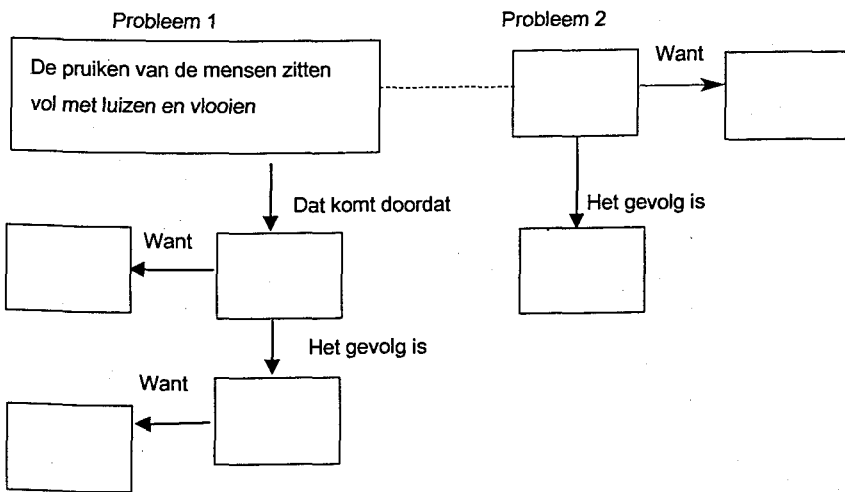 Probleem 1
Probleem 2
De pruiken van de mensen zitten
vol met luizen en vlooien
Want
Dat komt doordat
Het gevolg is
Want
Het gevolg is
Want